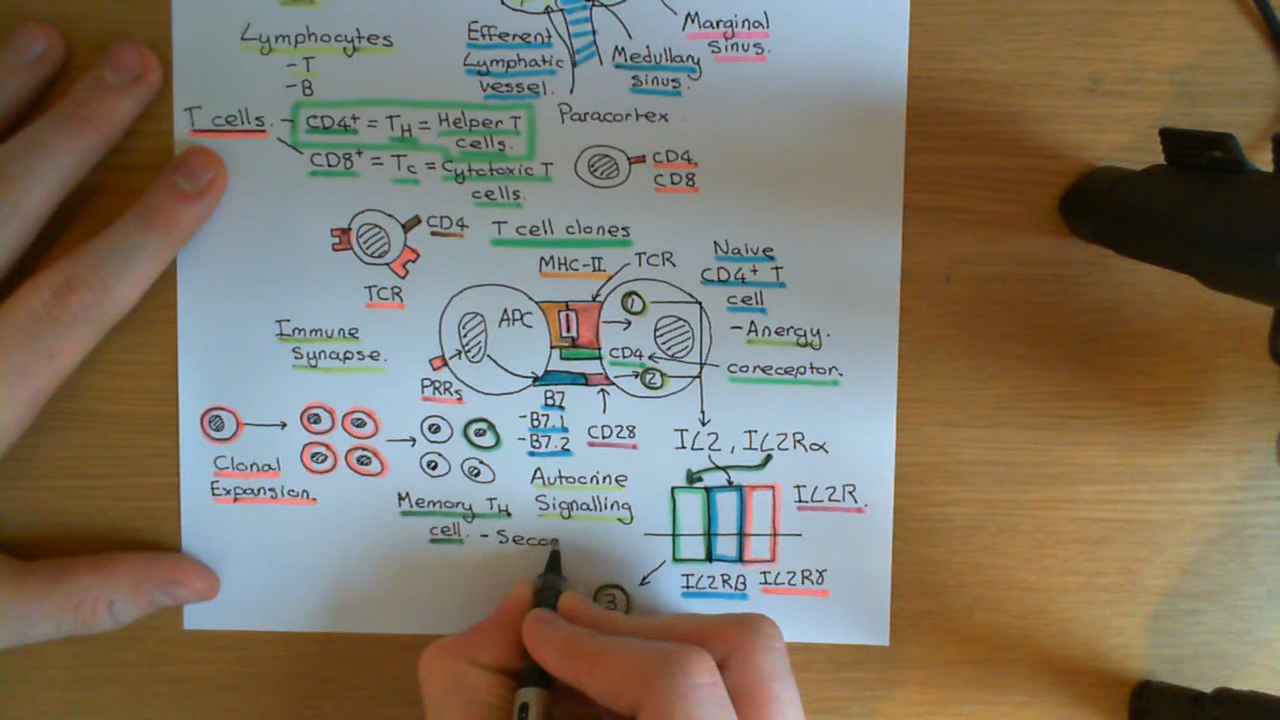 Lymphocytes
-T
-B
Efferent
Lymphatic
vessel.
Medullary
sinus.
Marginal
sinus.
T cells.
CD4+ = TH = Helper T
cells.
CD8+ = Tc = Cytotoxic T
cells.
Paracortex
CD4
CD8
CD4
TCR
T cell clones
MHC-II
TCR
Naive
CD4+ T
cell
-Anergy.
APC
1
CD4
2
coreceptor.
Immune
Synapse.
PRRs
B7
-B7.1
-B7.2
CD28
IL2, IL2Rα
Clonal
Expansion.
Memory TH
cell. - Secon
Autocrine
Signalling
IL2R.
IL2Rβ
IL2Rγ
3